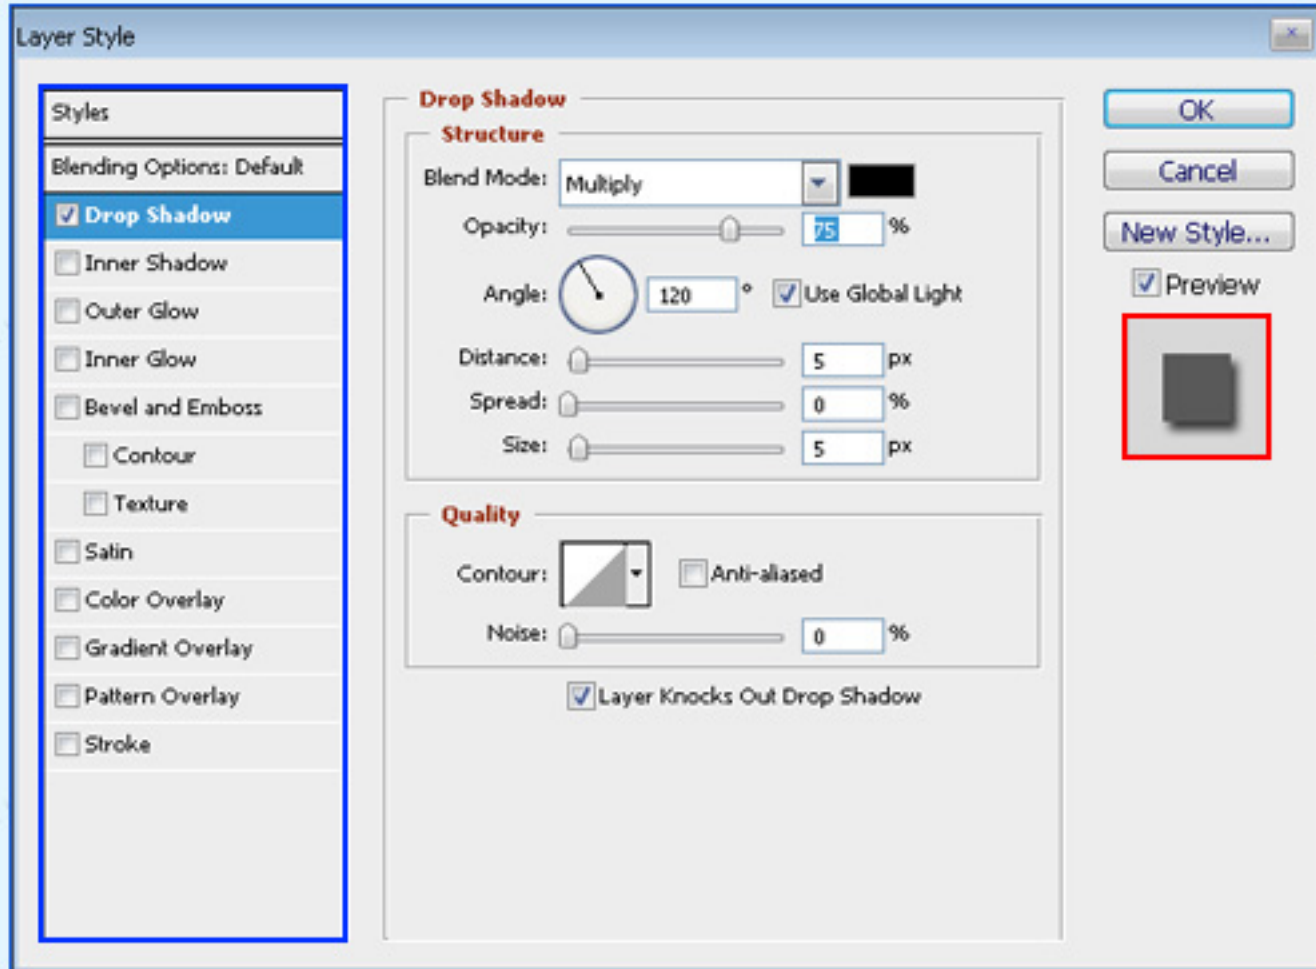 Layer Style
Styles
Blending Options: Default
Drop Shadow
Inner Shadow
Outer Glow
Inner Glow
Bevel and Emboss
Contour
Texture
Satin
Color Overlay
Gradient Overlay
Pattern Overlay
Stroke
Drop Shadow
Structure
Blend Mode: Multiply
Opacity: 75 %
Angle: 120 ° Use Global Light
Distance: 5 px
Spread: 0 %
Size: 5 px
Quality
Contour: Anti-aliased
Noise: 0 %
Layer Knocks Out Drop Shadow
OK
Cancel
New Style...
Preview